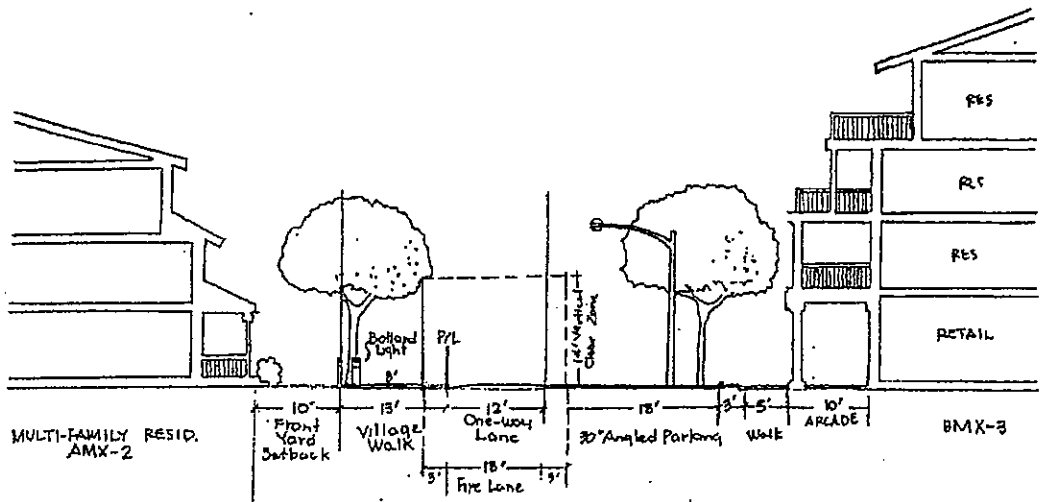 RES
RES
RES
RETAIL
Bollard
Light
8'
P/L
14' Vertical
Clear Zone
10'
13'
12'
18'
3'
5'
10'
MULTI-FAMILY RESID.
AMX-2
Front
Yard
Setback
Village
Walk
One-way
Lane
30° Angled Parking
Walk
ARCADE
BMX-3
3'
18'
3'
Fire Lane